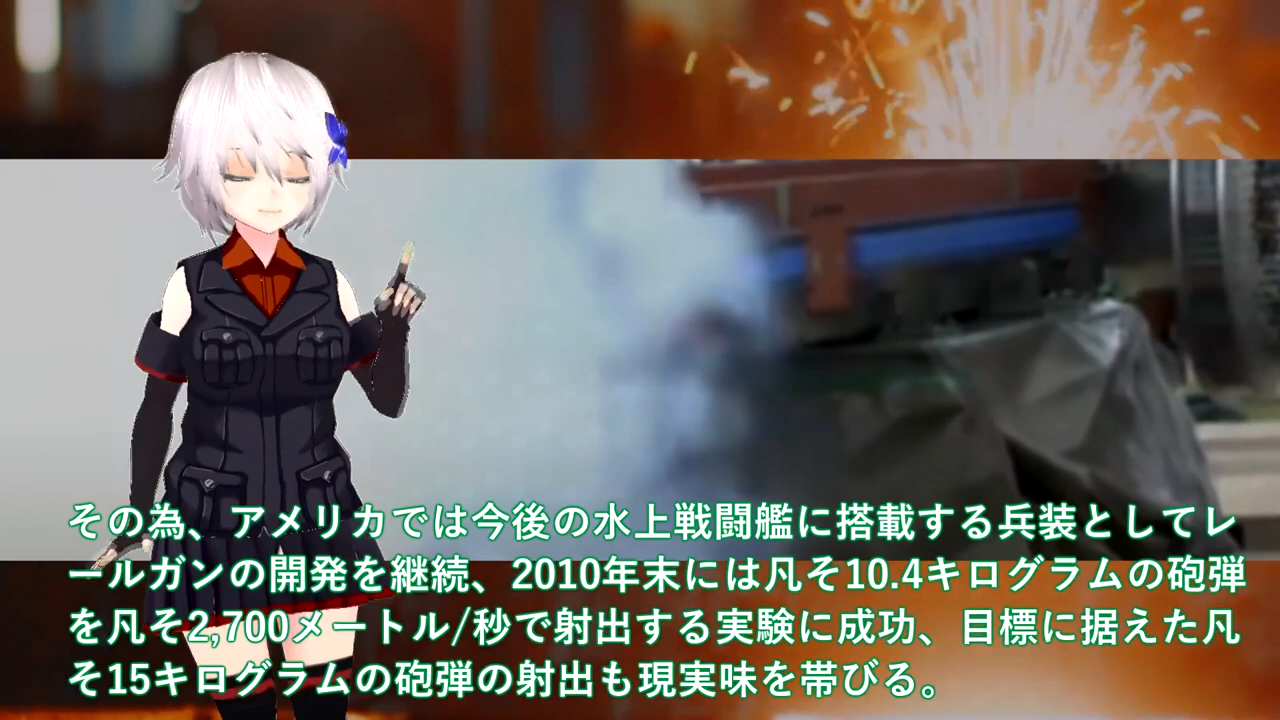 その為、アメリカでは今後の水上戦闘艦に搭載する兵装としてレ
ールガンの開発を継続、2010年末には凡そ10.4キログラムの砲弾
を凡そ2,700メートル/秒で射出する実験に成功、目標に据えた凡
そ15キログラムの砲弾の射出も現実味を帯びる。